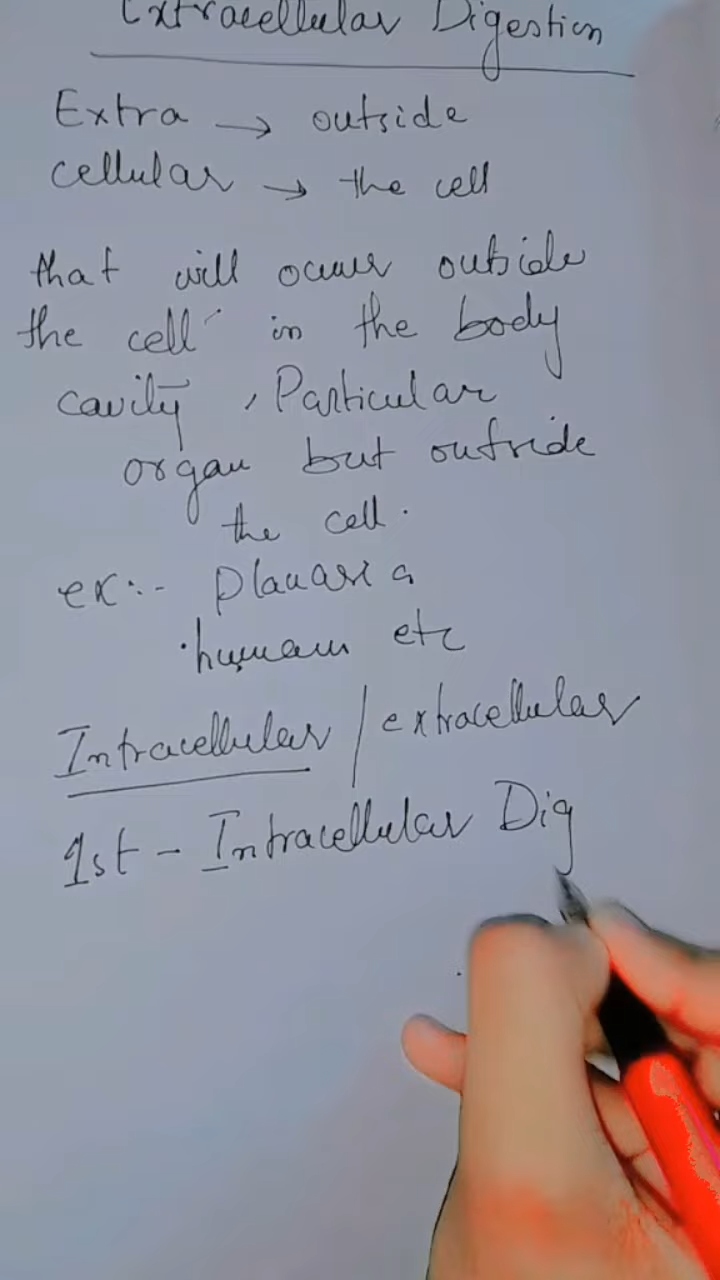 Extracellular Digestion
Extra → outside
cellular → the cell
that will occur outside
the cell in the body
cavity, Particular
organ but outside
the cell.
ex:- planaria
human etc
Intracellular / extracellular
1st - Intracellular Dig